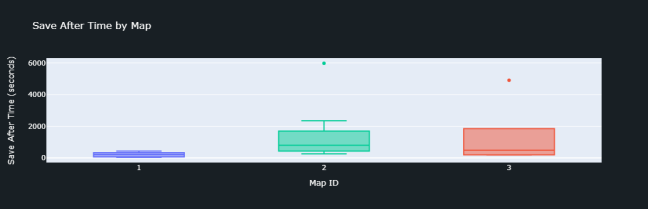 Save After Time by Map
Save After Time (seconds)
6000
4000
2000
0
1
2
3
Map ID